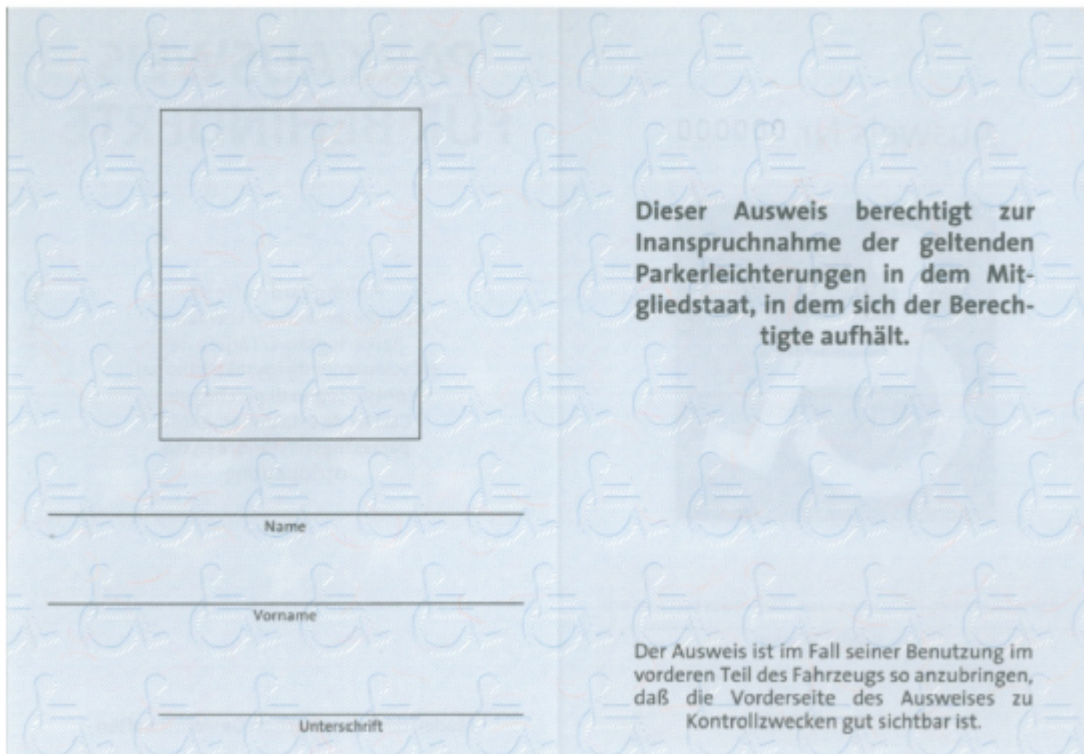 Name
Vorname
Unterschrift
Dieser Ausweis berechtigt zur
Inanspruchnahme der geltenden
Parkerleichterungen in dem Mit-
gliedstaat, in dem sich der Berech-
tigte aufhält.
Der Ausweis ist im Fall seiner Benutzung im
vorderen Teil des Fahrzeugs so anzubringen,
daß die Vorderseite des Ausweises zu
Kontrollzwecken gut sichtbar ist.